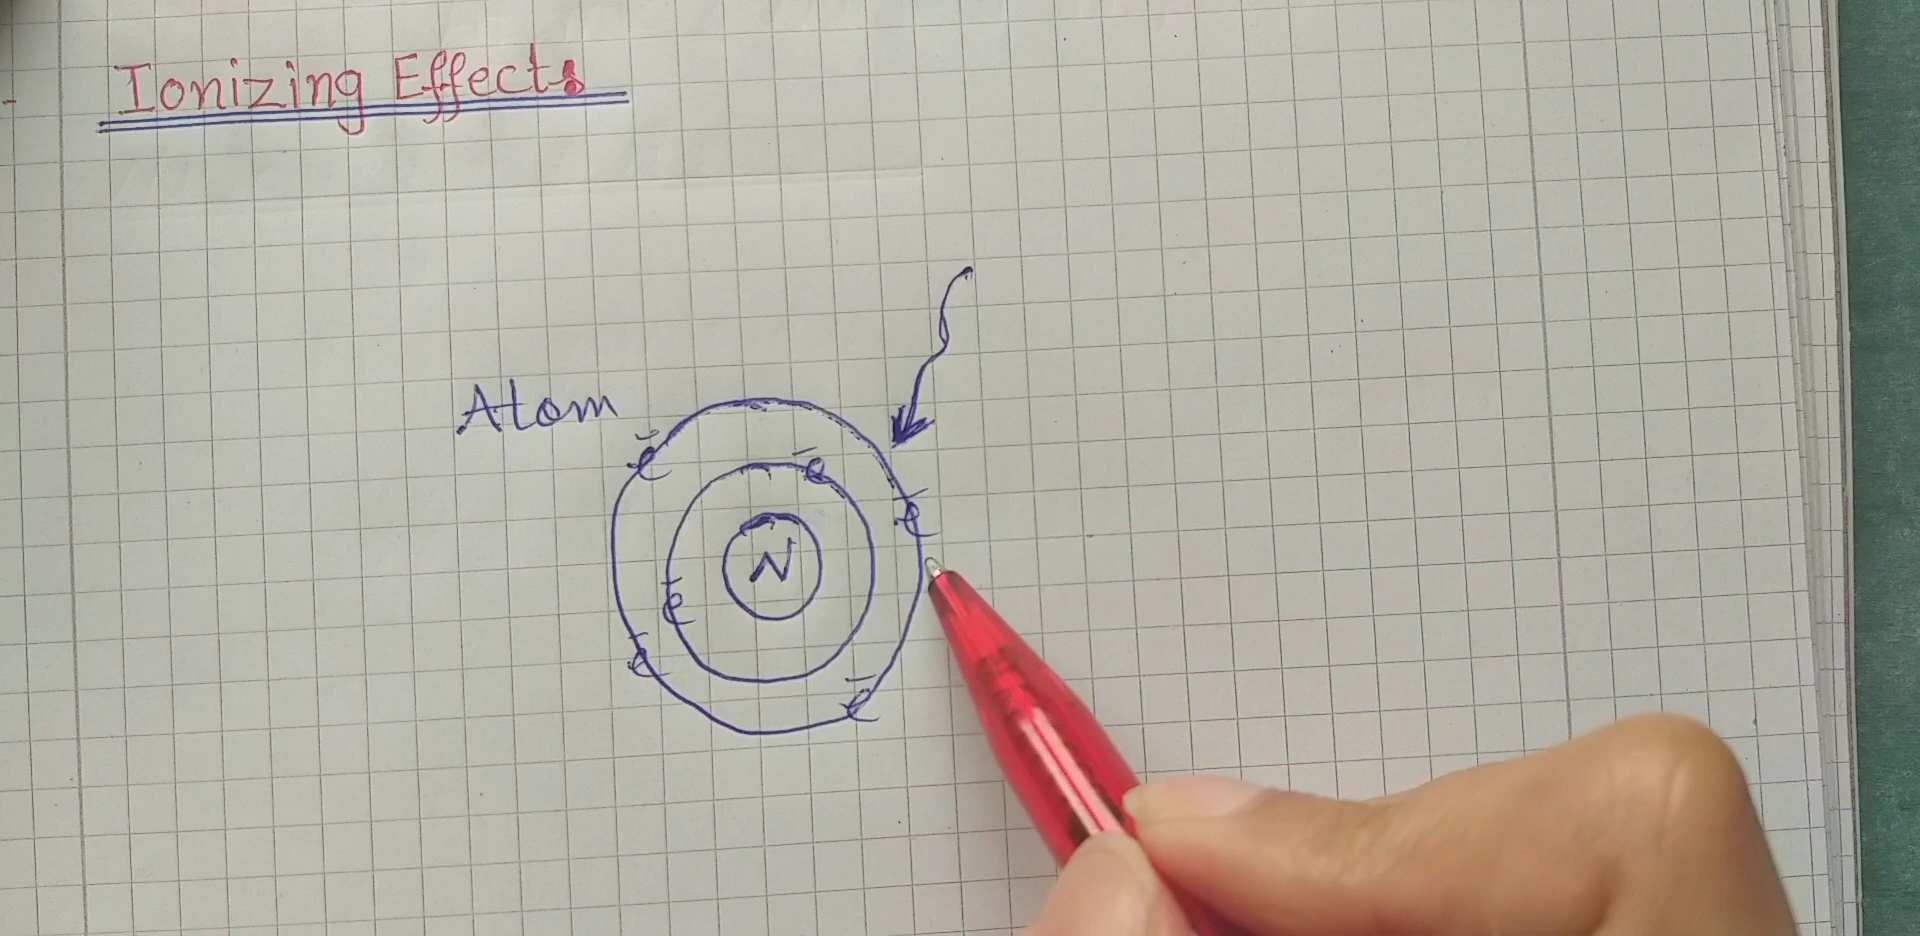 Ionizing Effects
Atom
e̅
e̅
e̅
N
e̅
e̅
e̅